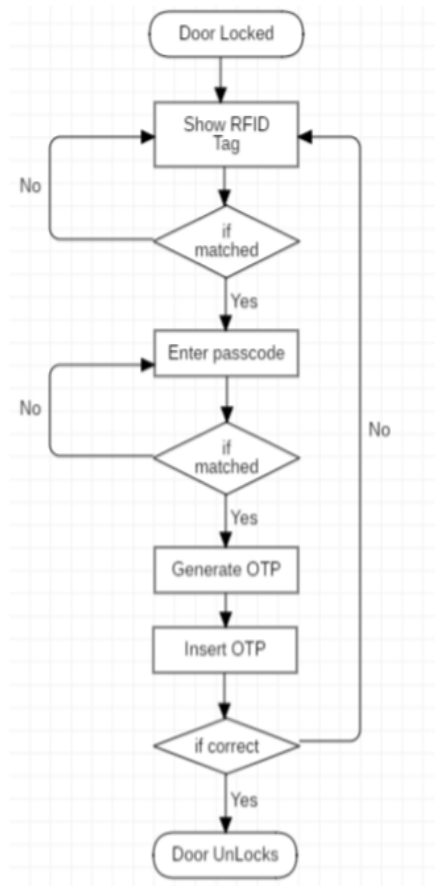 Door Locked
Show RFID
Tag
No
if
matched
Yes
Enter passcode
No
No
if
matched
Yes
Generate OTP
Insert OTP
if correct
Yes
Door UnLocks